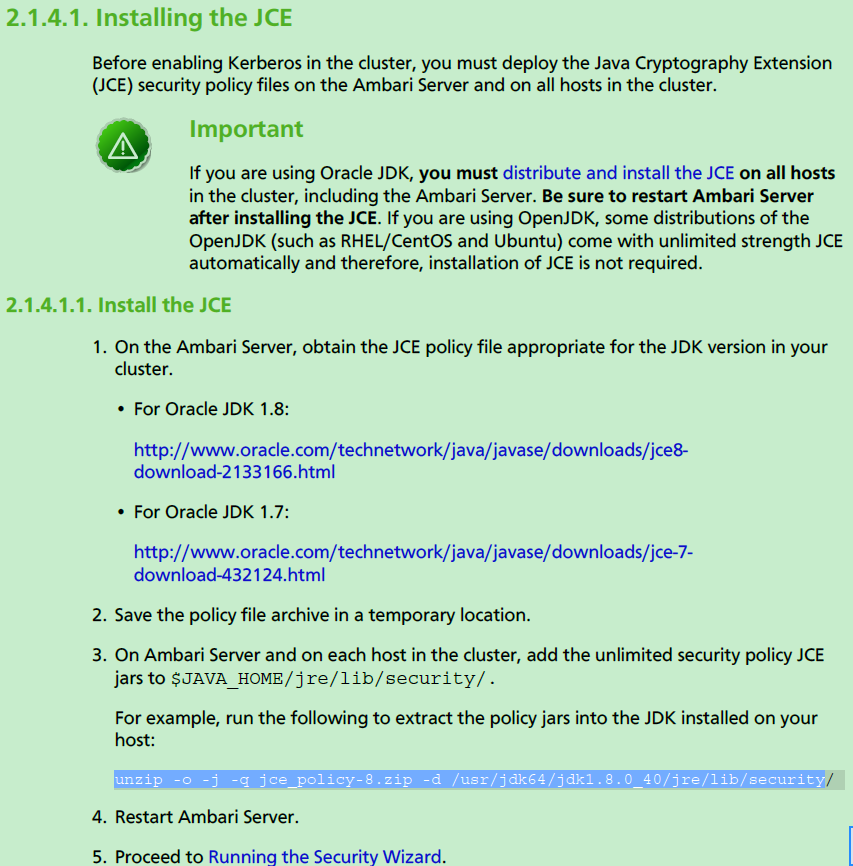 2.1.4.1. Installing the JCE
Before enabling Kerberos in the cluster, you must deploy the Java Cryptography Extension
(JCE) security policy files on the Ambari Server and on all hosts in the cluster.
Important
If you are using Oracle JDK, you must distribute and install the JCE on all hosts
in the cluster, including the Ambari Server. Be sure to restart Ambari Server
after installing the JCE. If you are using OpenJDK, some distributions of the
OpenJDK (such as RHEL/CentOS and Ubuntu) come with unlimited strength JCE
automatically and therefore, installation of JCE is not required.
2.1.4.1.1. Install the JCE
1. On the Ambari Server, obtain the JCE policy file appropriate for the JDK version in your
cluster.
• For Oracle JDK 1.8:
http://www.oracle.com/technetwork/java/javase/downloads/jce8-
download-2133166.html
• For Oracle JDK 1.7:
http://www.oracle.com/technetwork/java/javase/downloads/jce-7-
download-432124.html
2. Save the policy file archive in a temporary location.
3. On Ambari Server and on each host in the cluster, add the unlimited security policy JCE
jars to $JAVA_HOME/jre/lib/security/.
For example, run the following to extract the policy jars into the JDK installed on your
host:
unzip -o -j -q jce_policy-8.zip -d /usr/jdk64/jdk1.8.0_40/jre/lib/security/
4. Restart Ambari Server.
5. Proceed to Running the Security Wizard.